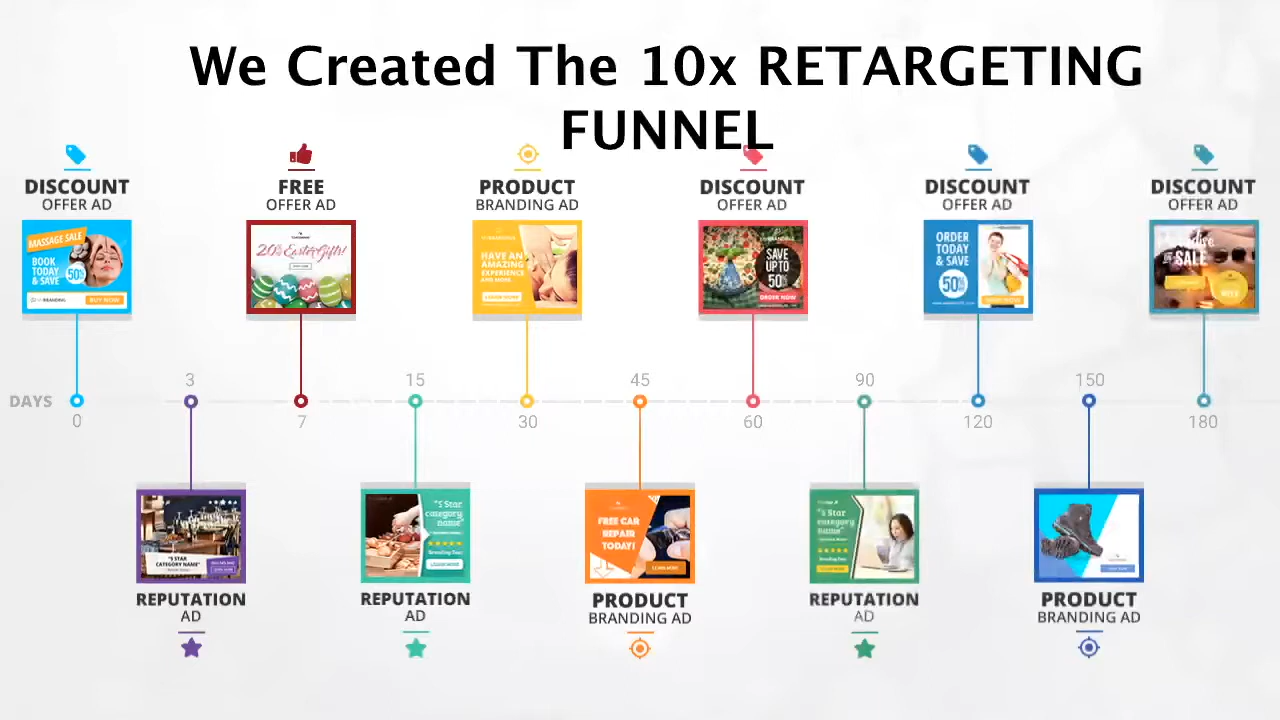 We Created The 10x RETARGETING
FUNNEL
DISCOUNT
OFFER AD
FREE
OFFER AD
PRODUCT
BRANDING AD
DISCOUNT
OFFER AD
DISCOUNT
OFFER AD
DISCOUNT
OFFER AD
MASSAGE SALE
BOOK
TODAY
& SAVE
50%
BUY NOW
20% Easter Gifts!
HAVE AN
AMAZING
EXPERIENCE
AND MORE
SAVE
UP TO
50%
ORDER NOW
ORDER
TODAY
& SAVE
50%
SALE
3
15
45
90
150
DAYS
0
7
30
60
120
180
"5 STAR
CATEGORY NAME"
"5 Star
category
name"
FREE CAR
REPAIR
TODAY!
"5 Star
category
name"
REPUTATION
AD
REPUTATION
AD
PRODUCT
BRANDING AD
REPUTATION
AD
PRODUCT
BRANDING AD